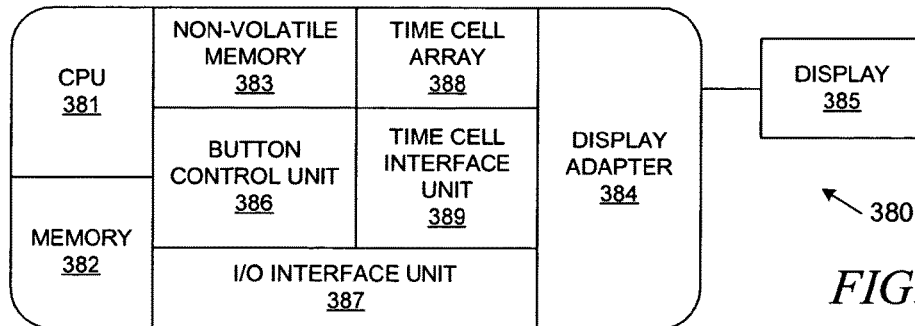 CPU
381
MEMORY
382
NON-VOLATILE
MEMORY
383
TIME CELL
ARRAY
388
BUTTON
CONTROL UNIT
386
TIME CELL
INTERFACE
UNIT
389
I/O INTERFACE UNIT
387
DISPLAY
ADAPTER
384
DISPLAY
385
380
FIG.